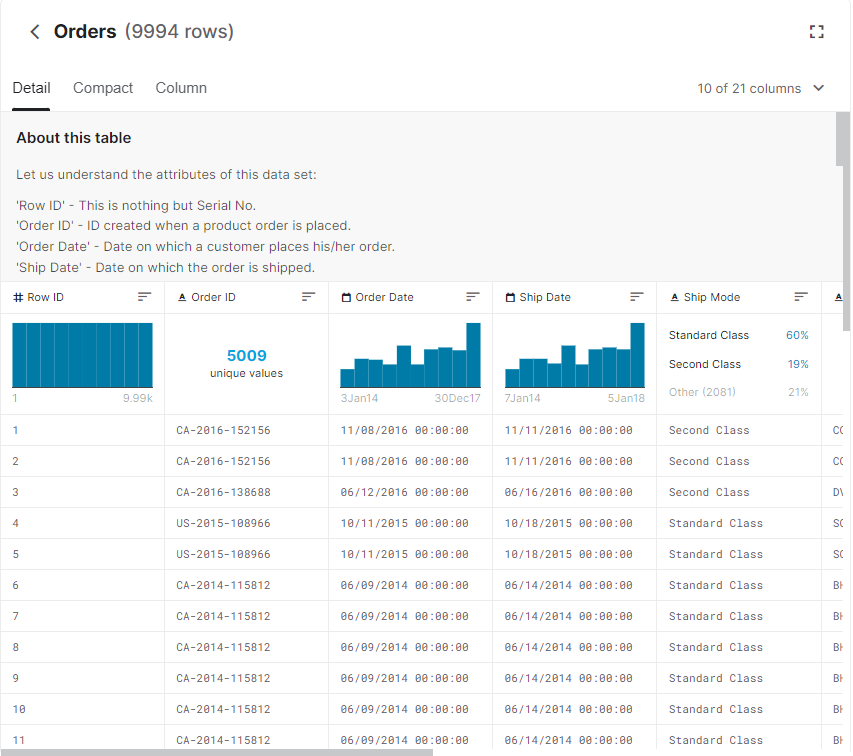 Orders (9994 rows)
Detail Compact Column 10 of 21 columns
About this table
Let us understand the attributes of this data set:
'Row ID' - This is nothing but Serial No.
'Order ID' - ID created when a product order is placed.
'Order Date' - Date on which a customer places his/her order.
'Ship Date' - Date on which the order is shipped.
# Row ID A Order ID Order Date Ship Date A Ship Mode A
Standard Class 60%
5009
unique values
Second Class 19%
Other (2081) 21%
1 9.99k 3Jan14 30Dec17 7Jan14 5Jan18
1 CA-2016-152156 11/08/2016 00:00:00 11/11/2016 00:00:00 Second Class
2 CA-2016-152156 11/08/2016 00:00:00 11/11/2016 00:00:00 Second Class
3 CA-2016-138688 06/12/2016 00:00:00 06/16/2016 00:00:00 Second Class
4 US-2015-108966 10/11/2015 00:00:00 10/18/2015 00:00:00 Standard Class
5 US-2015-108966 10/11/2015 00:00:00 10/18/2015 00:00:00 Standard Class
6 CA-2014-115812 06/09/2014 00:00:00 06/14/2014 00:00:00 Standard Class
7 CA-2014-115812 06/09/2014 00:00:00 06/14/2014 00:00:00 Standard Class
8 CA-2014-115812 06/09/2014 00:00:00 06/14/2014 00:00:00 Standard Class
9 CA-2014-115812 06/09/2014 00:00:00 06/14/2014 00:00:00 Standard Class
10 CA-2014-115812 06/09/2014 00:00:00 06/14/2014 00:00:00 Standard Class
11 CA-2014-115812 06/09/2014 00:00:00 06/14/2014 00:00:00 Standard Class